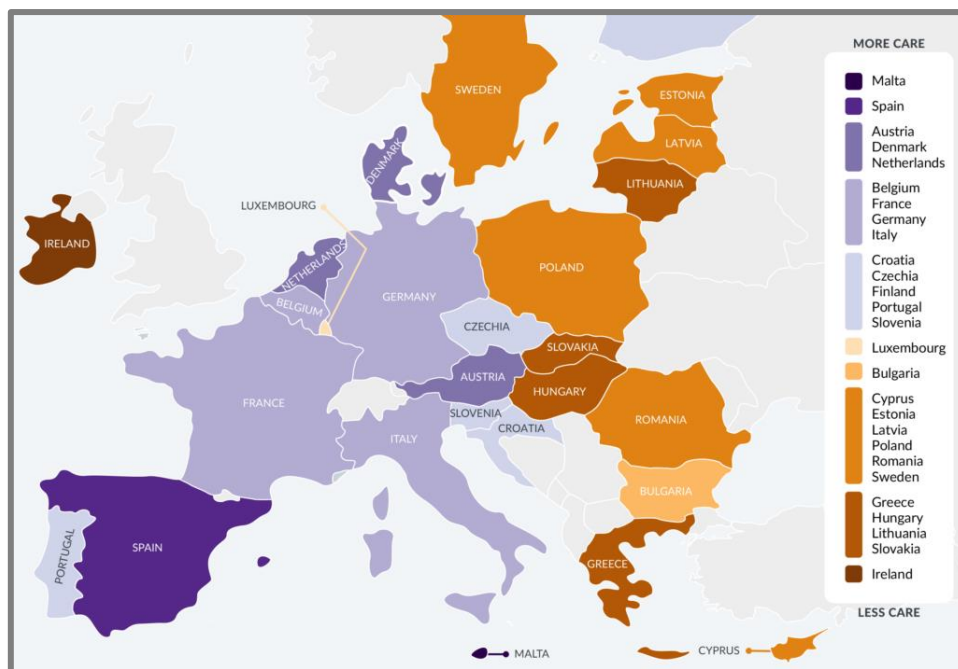 MORE CARE
Malta
Spain
Austria
Denmark
Netherlands
Belgium
France
Germany
Italy
Croatia
Czechia
Finland
Portugal
Slovenia
Luxembourg
Bulgaria
Cyprus
Estonia
Latvia
Poland
Romania
Sweden
Greece
Hungary
Lithuania
Slovakia
Ireland
LESS CARE
SWEDEN
ESTONIA
LATVIA
LITHUANIA
DENMARK
LUXEMBOURG
IRELAND
NETHERLANDS
POLAND
BELGIUM
GERMANY
CZECHIA
SLOVAKIA
AUSTRIA
HUNGARY
FRANCE
SLOVENIA
CROATIA
ITALY
ROMANIA
BULGARIA
PORTUGAL
SPAIN
GREECE
MALTA
CYPRUS